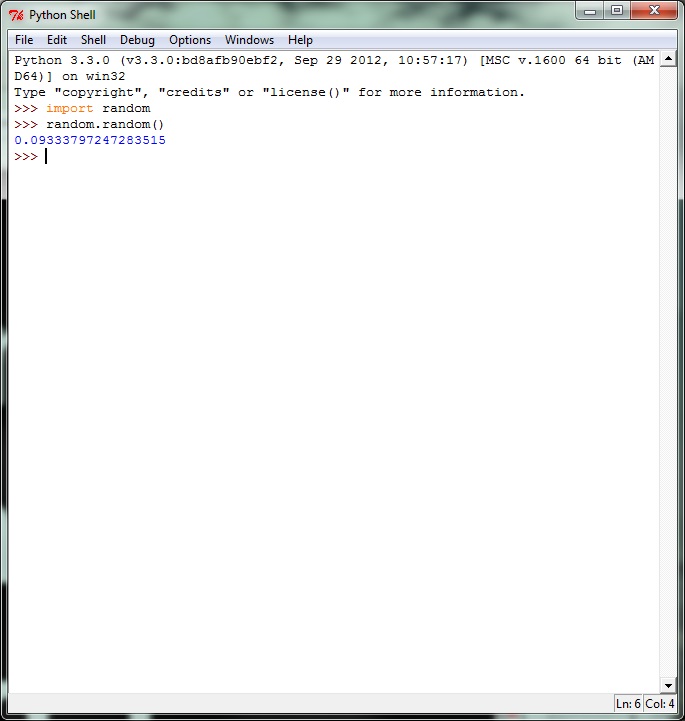 Python Shell
File Edit Shell Debug Options Windows Help
Python 3.3.0 (v3.3.0:bd8afb90ebf2, Sep 29 2012, 10:57:17) [MSC v.1600 64 bit (AM
D64)] on win32
Type "copyright", "credits" or "license()" for more information.
>>> import random
>>> random.random()
0.09333797247283515
>>>
Ln: 6 Col: 4